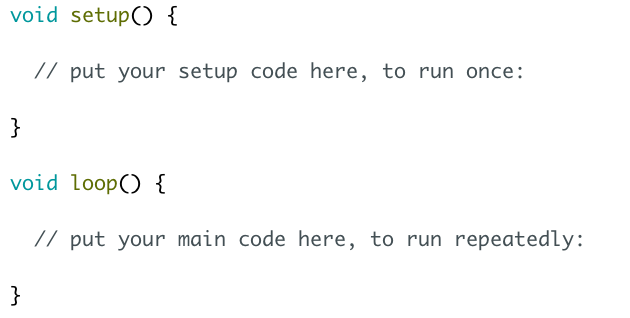 void setup() {
  // put your setup code here, to run once:
}
void loop() {
  // put your main code here, to run repeatedly:
}